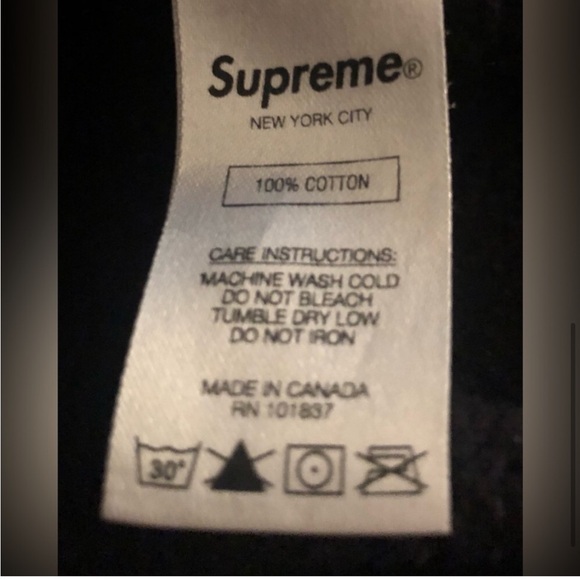 Supreme®
NEW YORK CITY
100% COTTON
CARE INSTRUCTIONS:
MACHINE WASH COLD
DO NOT BLEACH
TUMBLE DRY LOW
DO NOT IRON
MADE IN CANADA
RN 101837
30°